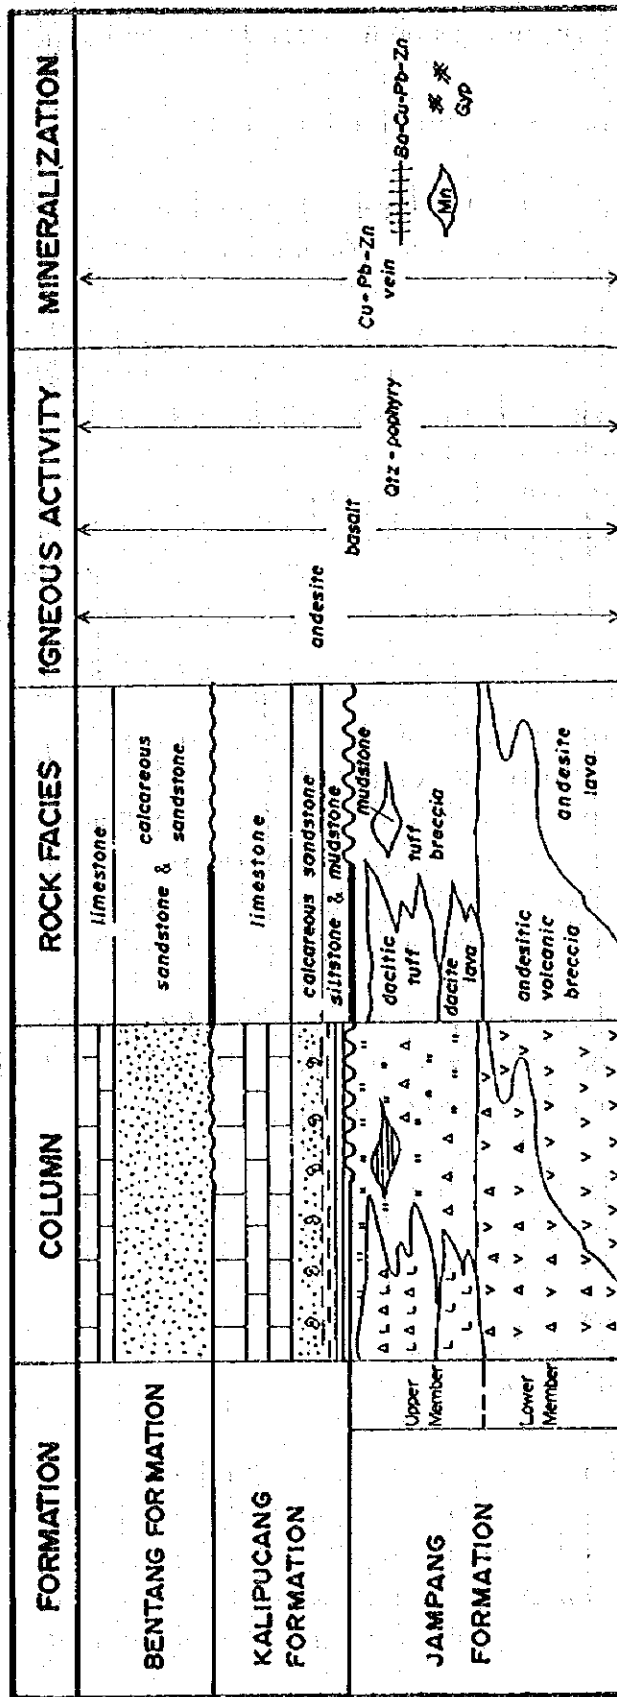 FORMATION
COLUMN
ROCK FACIES
IGNEOUS ACTIVITY
MINERALIZATION
BENTANG FORMATION
limestone
calcareous
sandstone & sandstone
KALIPUCANG
FORMATION
limestone
calcareous sandstone
siltstone & mudstone
JAMPANG
FORMATION
Upper
Member
Lower
Member
mudstone
dacitic
tuff
tuff
breccia
dacite
lava
andesitic
volcanic
breccia
andesite
lava
andesite
basalt
Qtz-pophyry
Cu-Pb-Zn
vein
Ba-Cu-Pb-Zn
Mn
Gyp